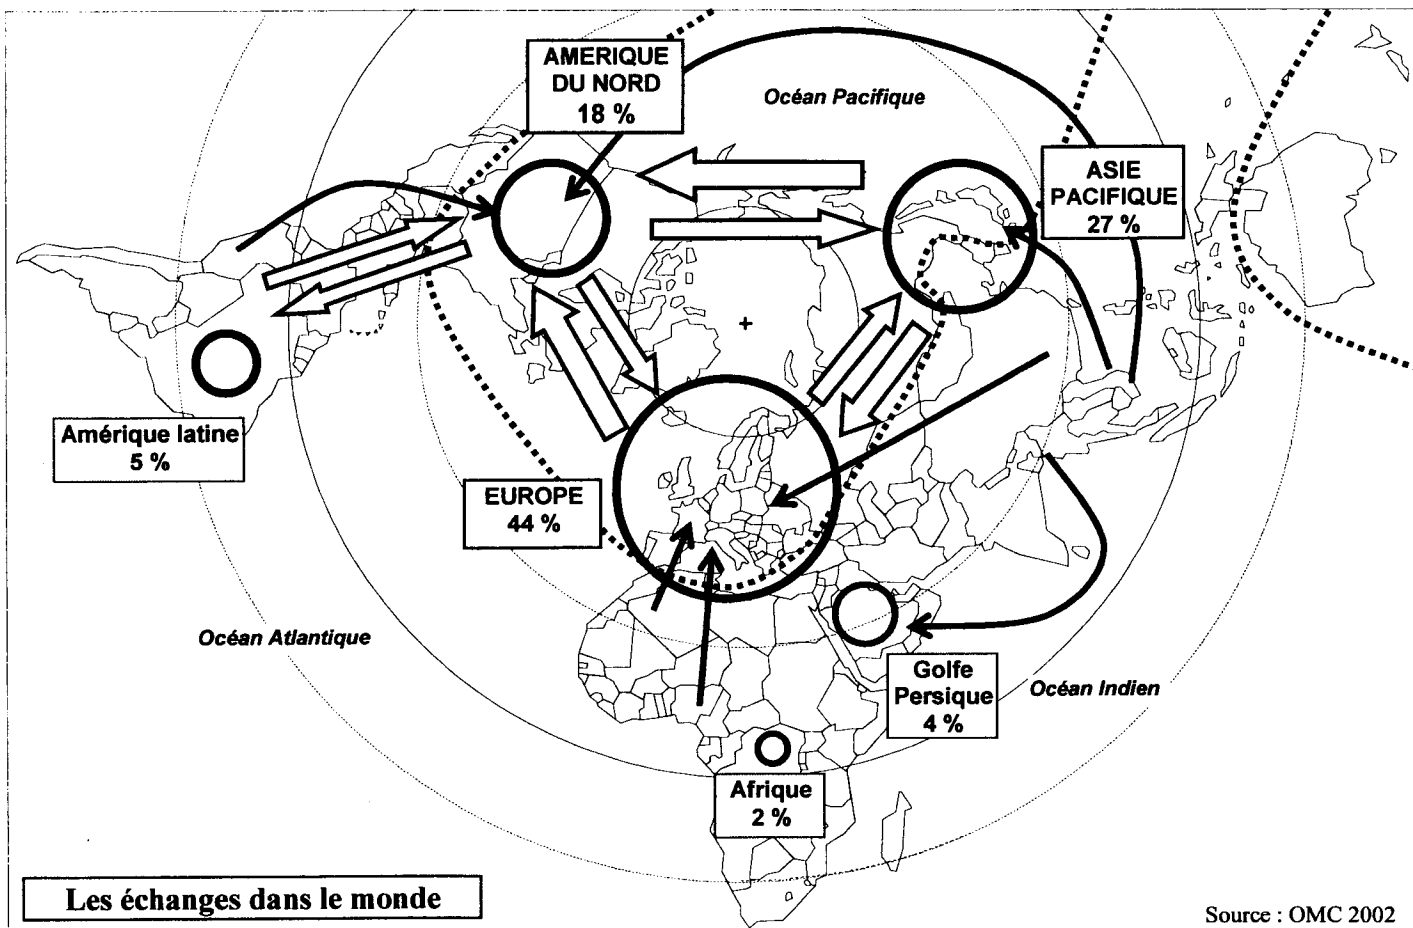 AMERIQUE
DU NORD
18 %
Océan Pacifique
ASIE
PACIFIQUE
27 %
Amérique latine
5 %
EUROPE
44 %
Océan Atlantique
Golfe
Persique
4 %
Océan Indien
Afrique
2 %
Les échanges dans le monde
Source : OMC 2002